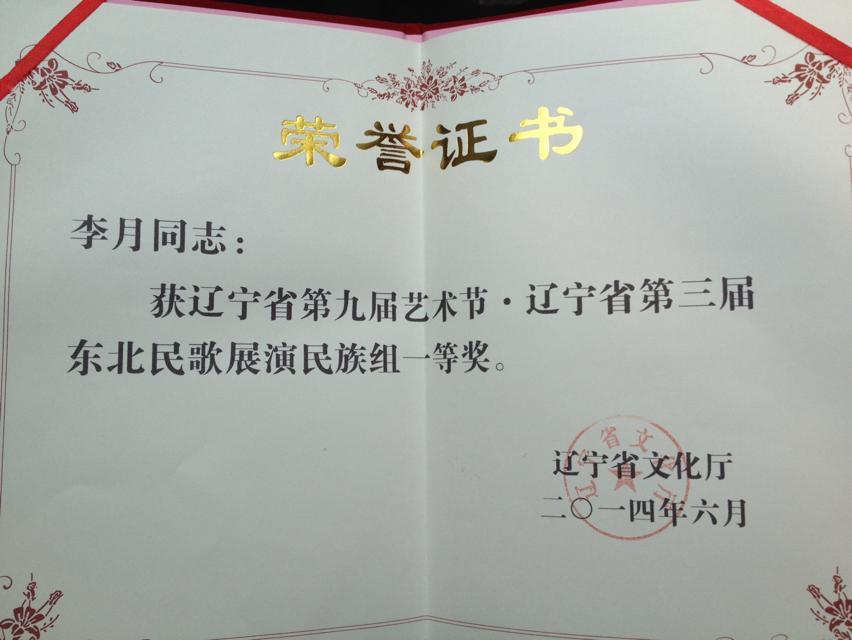 荣誉证书
李月同志：
获辽宁省第九届艺术节·辽宁省第三届
东北民歌展演民族组一等奖。
辽宁省文化厅
二〇一四年六月